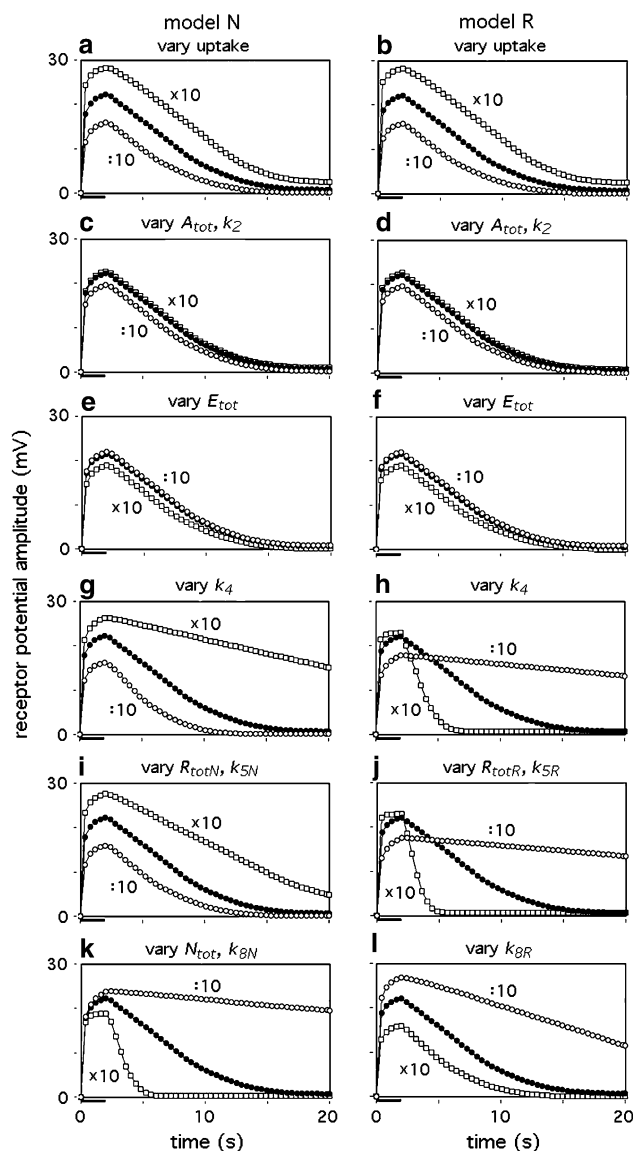 model N
model R
a
vary uptake
b
vary uptake
30
x10
:10
0
x10
:10
c
vary Atot, k2
d
vary Atot, k2
30
x10
:10
0
x10
:10
e
vary Etot
f
vary Etot
30
:10
x10
0
:10
x10
g
vary k4
h
vary k4
30
x10
:10
0
:10
x10
i
vary RtotN, k5N
j
vary RtotR, k5R
30
x10
:10
0
:10
x10
k
vary Ntot, k8N
l
vary k8R
30
:10
x10
0
:10
x10
0
10
20
0
10
20
time (s)
time (s)
receptor potential amplitude (mV)